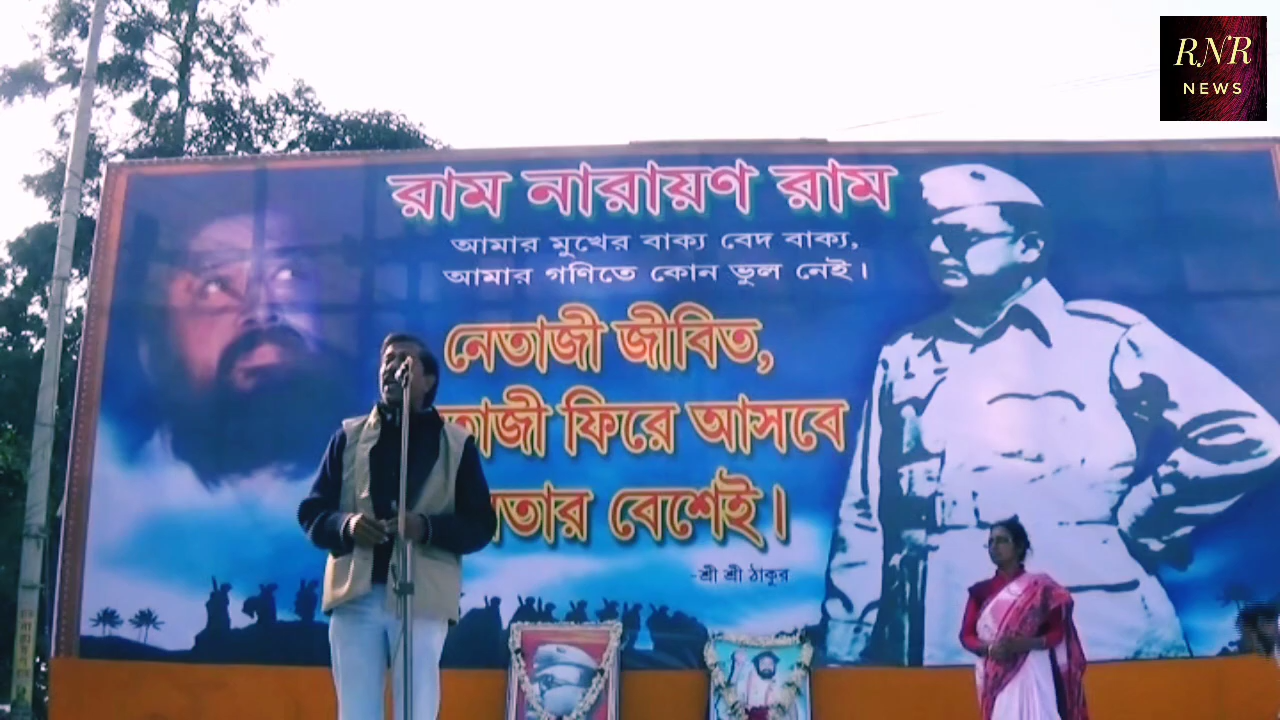 RNR
NEWS
রাম নারায়ণ রাম
আমার মুখের বাক্য বেদ বাক্য,
আমার গণিতে কোন ভুল নেই।
নেতাজী জীবিত,
তাজী ফিরে আসবে
তার বেশেই।
-শ্রী শ্রী ঠাকুর